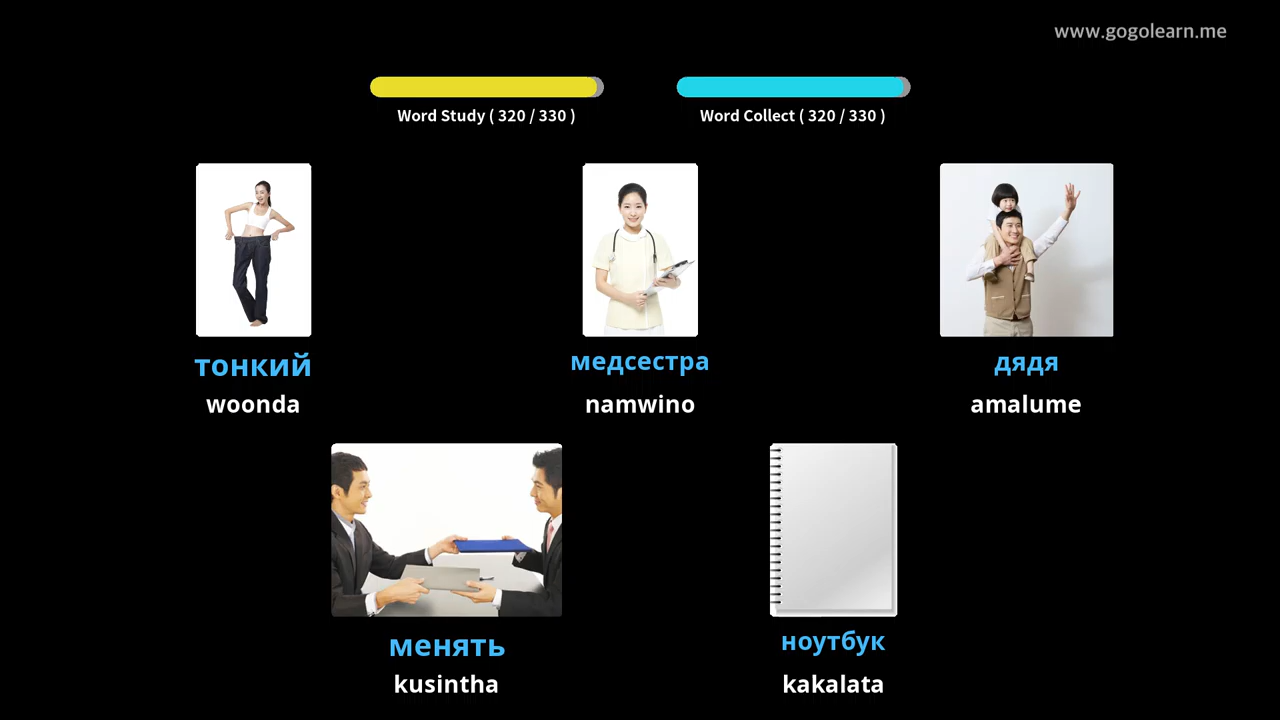 www.gogolearn.me
Word Study ( 320 / 330 )
Word Collect ( 320 / 330 )
тонкий
woonda
медсестра
namwino
дядя
amalume
менять
kusintha
ноутбук
kakalata